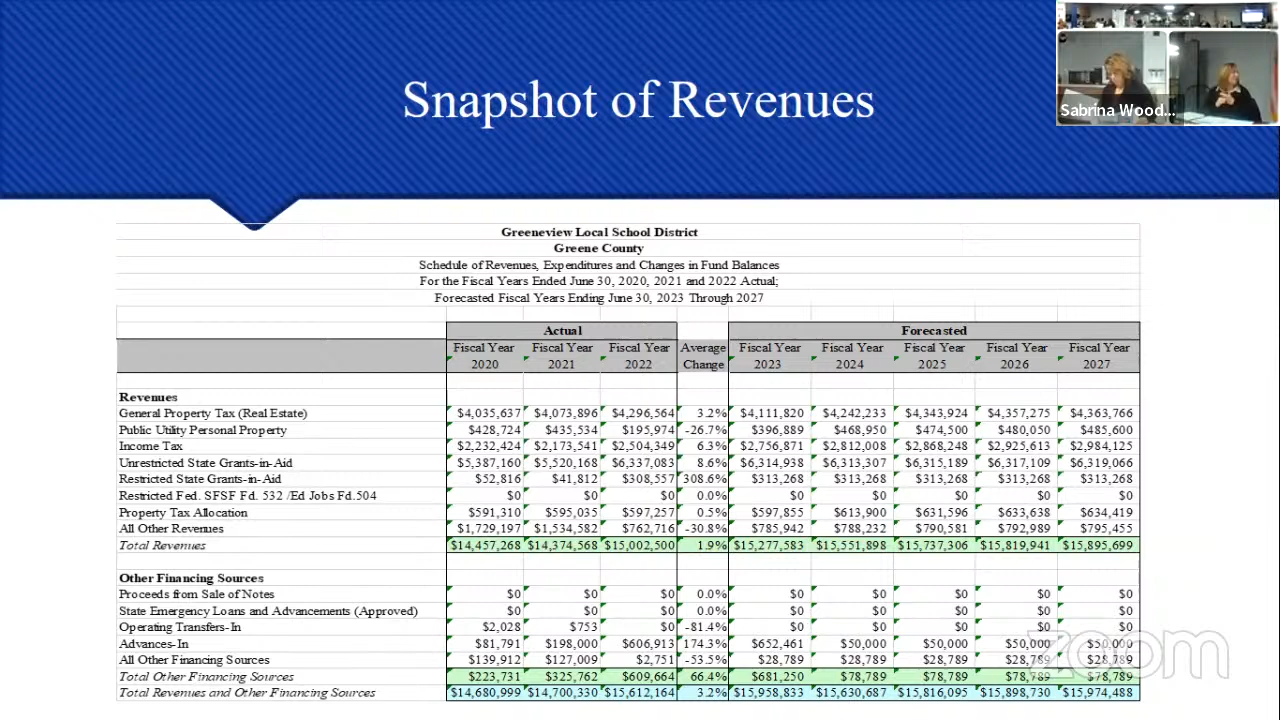 Snapshot of Revenues
Sabrina Wood...
Greeneview Local School District
Greene County
Schedule of Revenues, Expenditures and Changes in Fund Balances
For the Fiscal Years Ended June 30, 2020, 2021 and 2022 Actual;
Forecasted Fiscal Years Ending June 30, 2023 Through 2027
Actual Forecasted
Fiscal Year Fiscal Year Fiscal Year Average Fiscal Year Fiscal Year Fiscal Year Fiscal Year Fiscal Year
2020 2021 2022 Change 2023 2024 2025 2026 2027
Revenues
General Property Tax (Real Estate) $4,035,637 $4,073,896 $4,296,564 3.2% $4,111,820 $4,242,233 $4,343,924 $4,357,275 $4,363,766
Public Utility Personal Property $428,724 $435,534 $195,974 -26.7% $396,889 $468,950 $474,500 $480,050 $485,600
Income Tax $2,232,424 $2,173,541 $2,504,349 6.3% $2,756,871 $2,812,008 $2,868,248 $2,925,613 $2,984,125
Unrestricted State Grants-in-Aid $5,387,160 $5,520,168 $6,337,083 8.6% $6,314,938 $6,313,307 $6,315,189 $6,317,109 $6,319,066
Restricted State Grants-in-Aid $52,816 $41,812 $308,557 308.6% $313,268 $313,268 $313,268 $313,268 $313,268
Restricted Fed. SFSF Fd. 532 /Ed Jobs Fd.504 $0 $0 $0 0.0% $0 $0 $0 $0 $0
Property Tax Allocation $591,310 $595,035 $597,257 0.5% $597,855 $613,900 $631,596 $633,638 $634,419
All Other Revenues $1,729,197 $1,534,582 $762,716 -30.8% $785,942 $788,232 $790,581 $792,989 $795,455
Total Revenues $14,457,268 $14,374,568 $15,002,500 1.9% $15,277,583 $15,551,898 $15,737,306 $15,819,941 $15,895,699
Other Financing Sources
Proceeds from Sale of Notes $0 $0 $0 0.0% $0 $0 $0 $0 $0
State Emergency Loans and Advancements (Approved) $0 $0 $0 0.0% $0 $0 $0 $0 $0
Operating Transfers-In $2,028 $753 $0 -81.4% $0 $0 $0 $0 $0
Advances-In $81,791 $198,000 $606,913 174.3% $652,461 $50,000 $50,000 $50,000 $50,000
All Other Financing Sources $139,912 $127,009 $2,751 -53.5% $28,789 $28,789 $28,789 $28,789 $28,789
Total Other Financing Sources $223,731 $325,762 $609,664 66.4% $681,250 $78,789 $78,789 $78,789 $78,789
Total Revenues and Other Financing Sources $14,680,999 $14,700,330 $15,612,164 3.2% $15,958,833 $15,630,687 $15,816,095 $15,898,730 $15,974,488
zoom